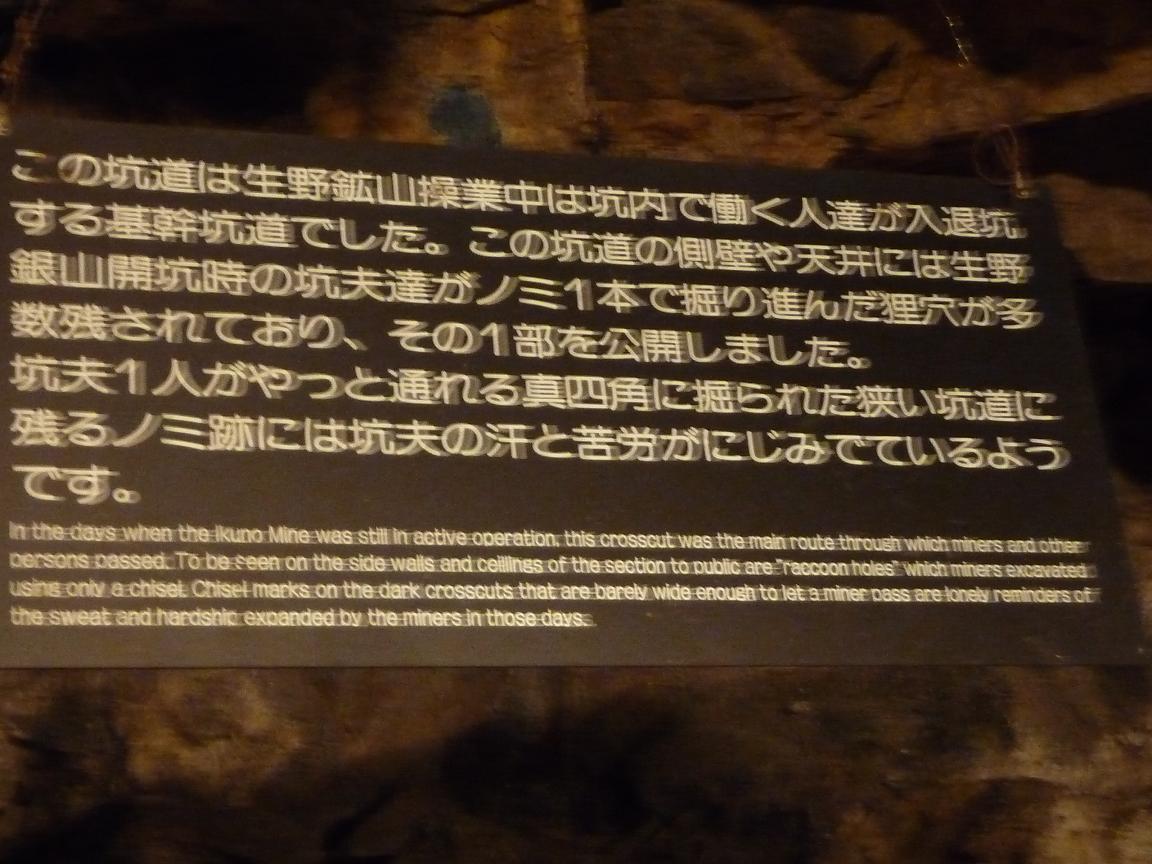 この坑道は生野鉱山操業中は坑内で働く人達が入退坑
する基幹坑道でした。この坑道の側壁や天井には生野
銀山開坑時の坑夫達がノミ1本で掘り進んだ狸穴が多
数残されており、その1部を公開しました。
坑夫1人がやっと通れる真四角に掘られた狭い坑道に
残るノミ跡には坑夫の汗と苦労がにじみでているよう
です。
In the days when the Ikuno Mine was still in active operation, this crosscut was the main route through which miners and other
persons passed. To be seen on the side walls and ceilings of the section to public are "raccoon holes" which miners excavated
using only a chisel. Chisel marks on the dark crosscuts that are barely wide enough to let a miner pass are lonely reminders of
the sweat and hardship expanded by the miners in those days.